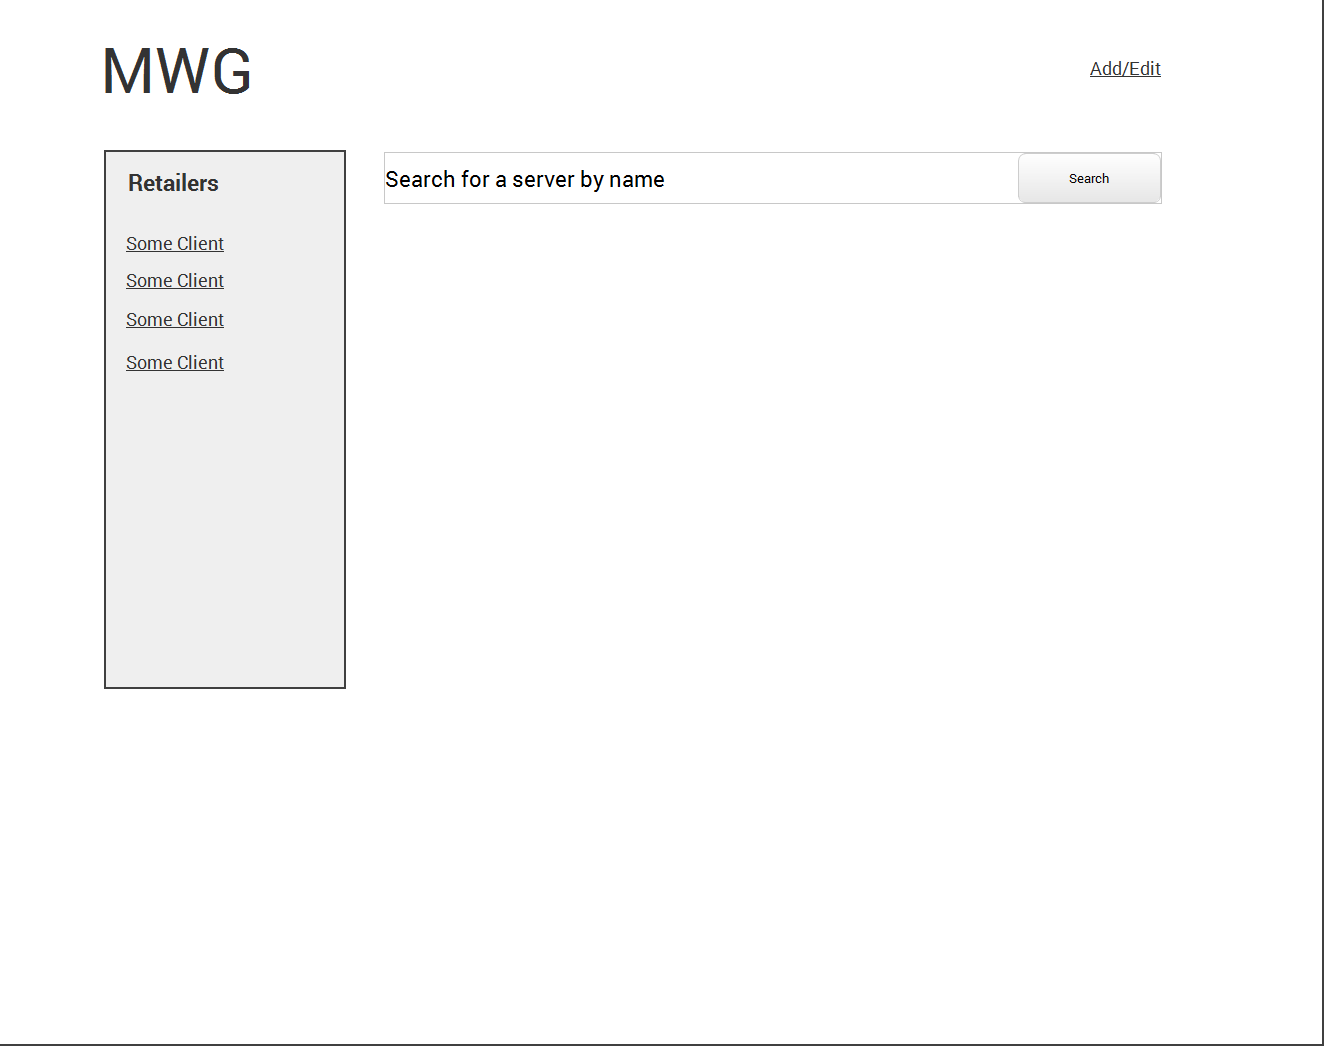 MWG
Add/Edit
Retailers
Some Client
Some Client
Some Client
Some Client
Search for a server by name
Search